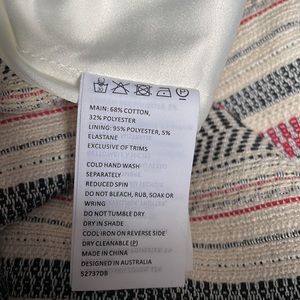 MAIN: 68% COTTON,
32% POLYESTER
LINING: 95% POLYESTER, 5%
ELASTANE
EXCLUSIVE OF TRIMS
COLD HAND WASH
SEPARATELY
REDUCED SPIN
DO NOT BLEACH, RUB, SOAK OR
WRING
DO NOT TUMBLE DRY
DRY IN SHADE
COOL IRON ON REVERSE SIDE
DRY CLEANABLE (P)
MADE IN CHINA
DESIGNED IN AUSTRALIA
52737DB